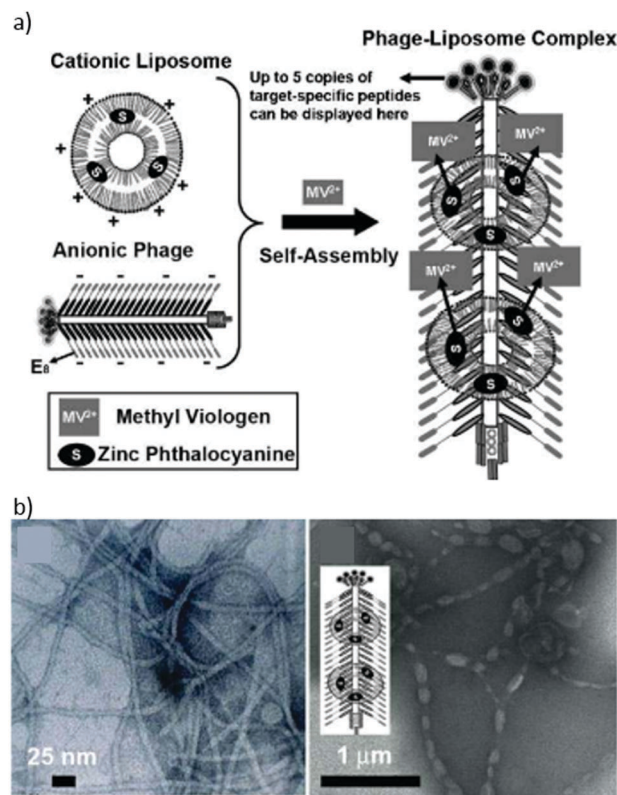 a)
Phage-Liposome Complex
Cationic Liposome
Up to 5 copies of
target-specific peptides
can be displayed here
+
+
+
+
+
+
+
+
S
S
S
MV2+
MV2+
S
S
MV2+
Self-Assembly
S
Anionic Phage
MV2+
MV2+
- - - -
S
S
- - - -
E8
S
MV2+ Methyl Viologen
S Zinc Phthalocyanine
b)
25 nm
1 μm